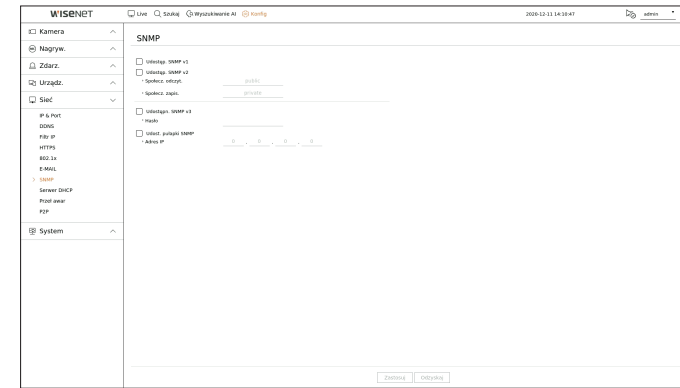 WISENET
Live Szukaj Wyszukiwanie AI Konfig 2020-12-11 14:10:47 admin
Kamera
Nagryw.
Zdarz.
Urządz.
Sieć
IP & Port
DDNS
Filtr IP
HTTPS
802.1x
E-MAIL
SNMP
Serwer DHCP
Przeł awar
P2P
System
SNMP
Udostęp. SNMP v1
Udostęp. SNMP v2
Społecz. odczyt. public
Społecz. zapis. private
Udostępn. SNMP v3
Hasło
Udost. pułapki SNMP
Adres IP 0 . 0 . 0 . 0
Zastosuj Odzyskaj